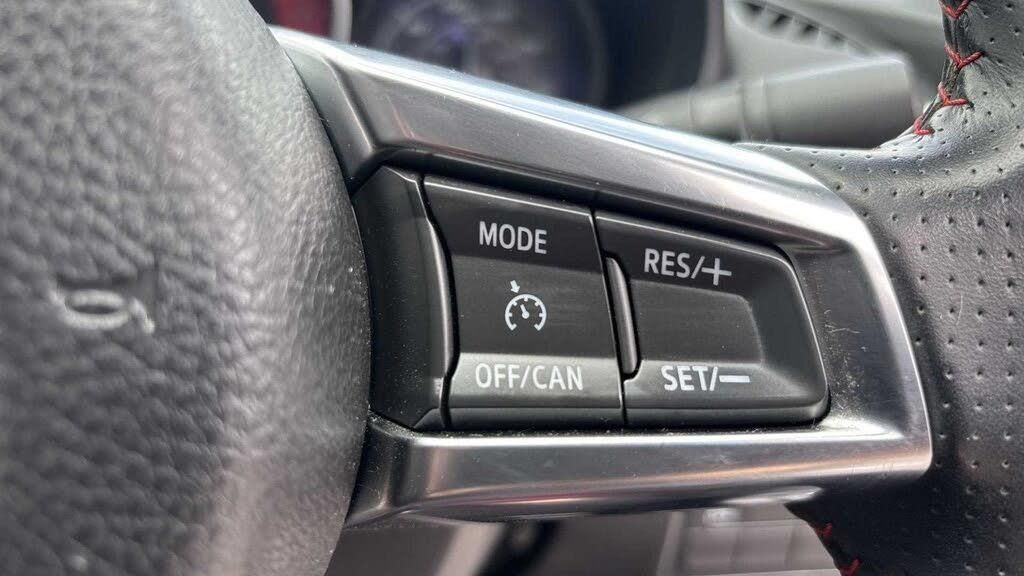 MODE
RES/+
OFF/CAN
SET/—